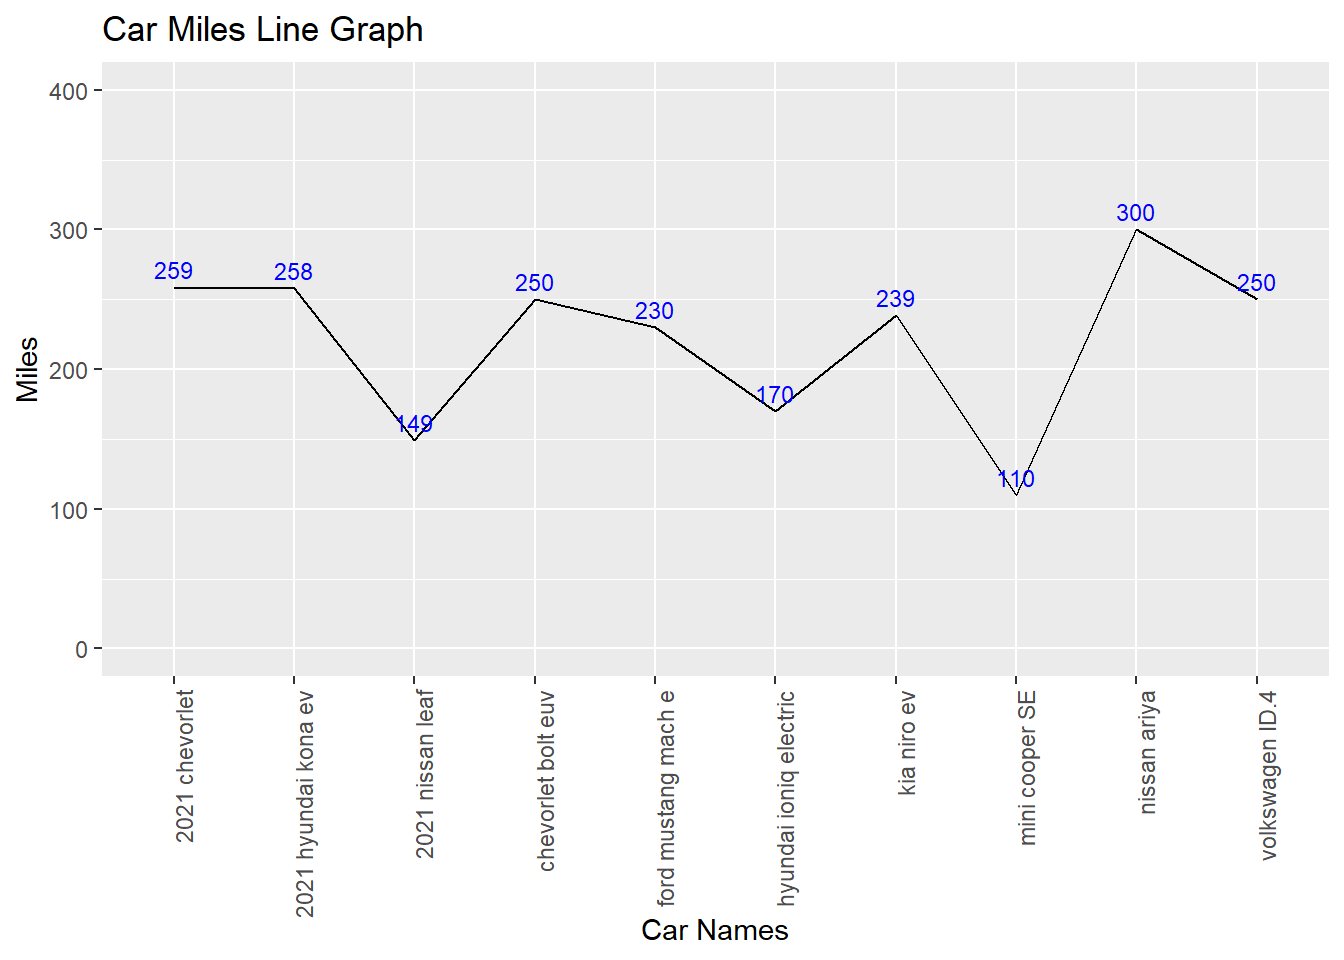 Car Miles Line Graph
400
300
200
100
0
Miles
259
258
149
250
230
170
239
110
300
250
2021 chevorlet
2021 hyundai kona ev
2021 nissan leaf
chevorlet bolt euv
ford mustang mach e
hyundai ioniq electric
kia niro ev
mini cooper SE
nissan ariya
volkswagen ID.4
Car Names